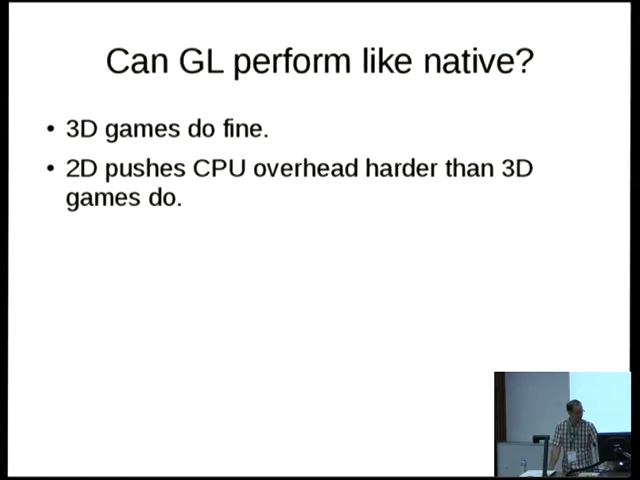 Can GL perform like native?
• 3D games do fine.
• 2D pushes CPU overhead harder than 3D
games do.